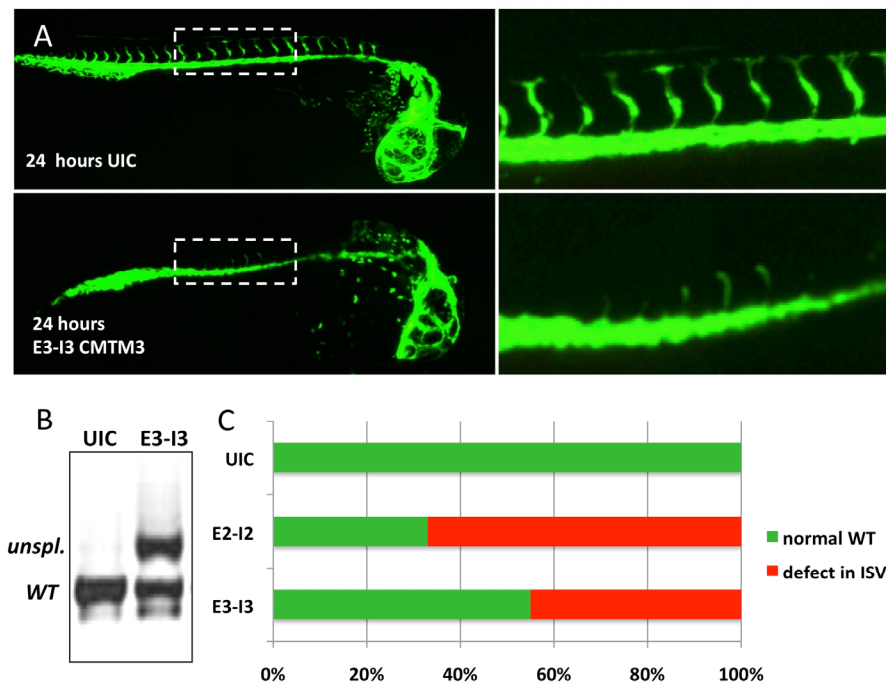 A
24 hours UIC
24 hours
E3-I3 CMTM3
B
UIC E3-I3
unspl.
WT
C
UIC
E2-I2
E3-I3
0% 20% 40% 60% 80% 100%
normal WT
defect in ISV